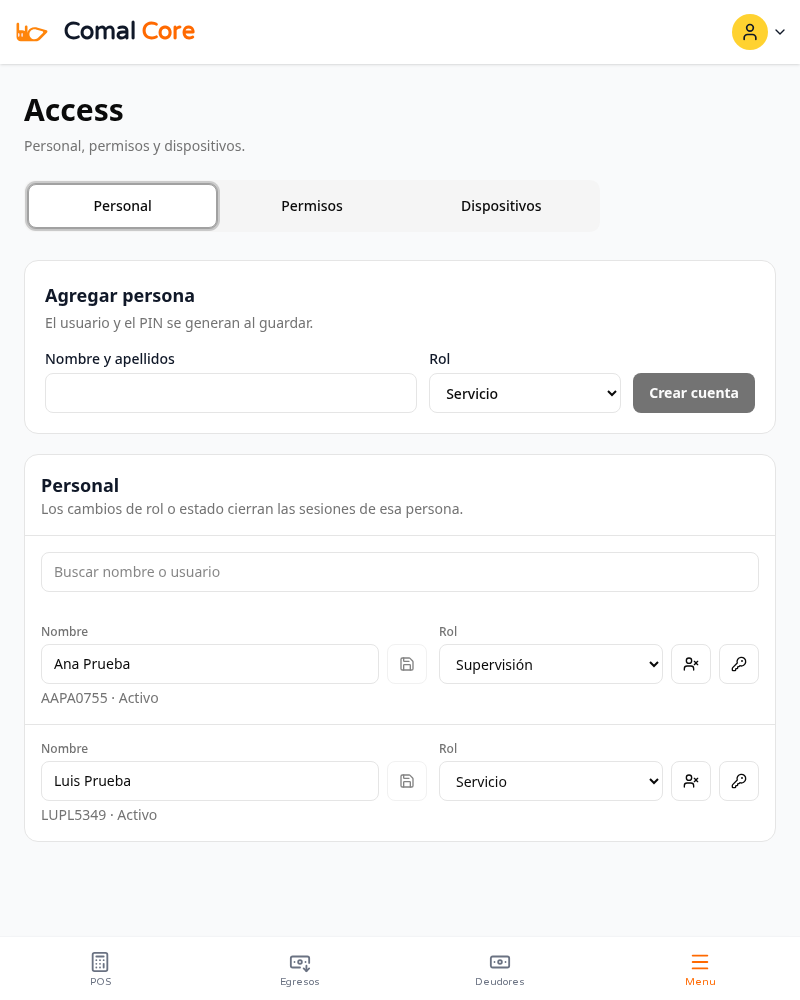 Comal Core
Access
Personal, permisos y dispositivos.
Personal
Permisos
Dispositivos
Agregar persona
El usuario y el PIN se generan al guardar.
Nombre y apellidos
Rol
Servicio
Crear cuenta
Personal
Los cambios de rol o estado cierran las sesiones de esa persona.
Buscar nombre o usuario
Nombre
Rol
Ana Prueba
Supervisión
AAPA0755 · Activo
Nombre
Rol
Luis Prueba
Servicio
LUPL5349 · Activo
POS
Egresos
Deudores
Menu